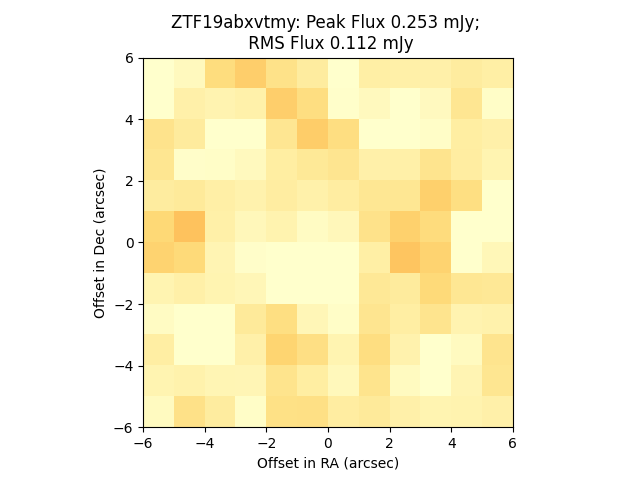 ZTF19abxvtmy: Peak Flux 0.253 mJy;
RMS Flux 0.112 mJy
6
4
2
0
−2
−4
−6
Offset in Dec (arcsec)
−6 −4 −2 0 2 4 6
Offset in RA (arcsec)